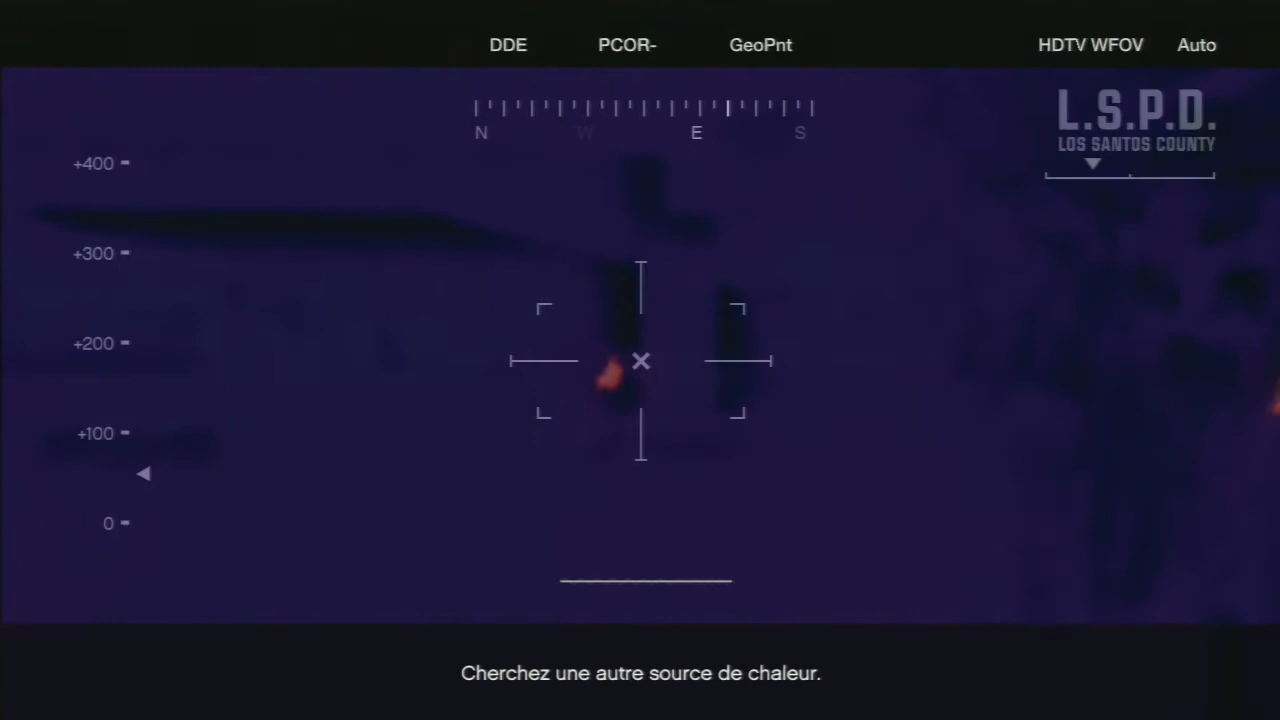 DDE PCOR- GeoPnt HDTV WFOV Auto
L.S.P.D.
LOS SANTOS COUNTY
N W E S
+400
+300
+200
+100
0
Cherchez une autre source de chaleur.